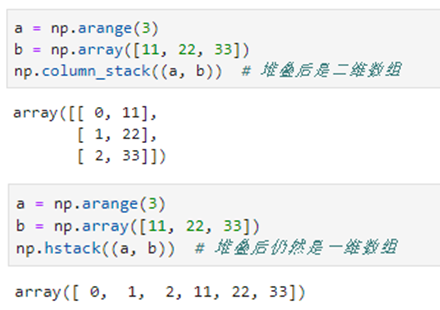 a = np.arange(3)
b = np.array([11, 22, 33])
np.column_stack((a, b))  # 堆叠后是二维数组
array([[ 0, 11],
       [ 1, 22],
       [ 2, 33]])
a = np.arange(3)
b = np.array([11, 22, 33])
np.hstack((a, b))  # 堆叠后仍然是一维数组
array([ 0,  1,  2, 11, 22, 33])